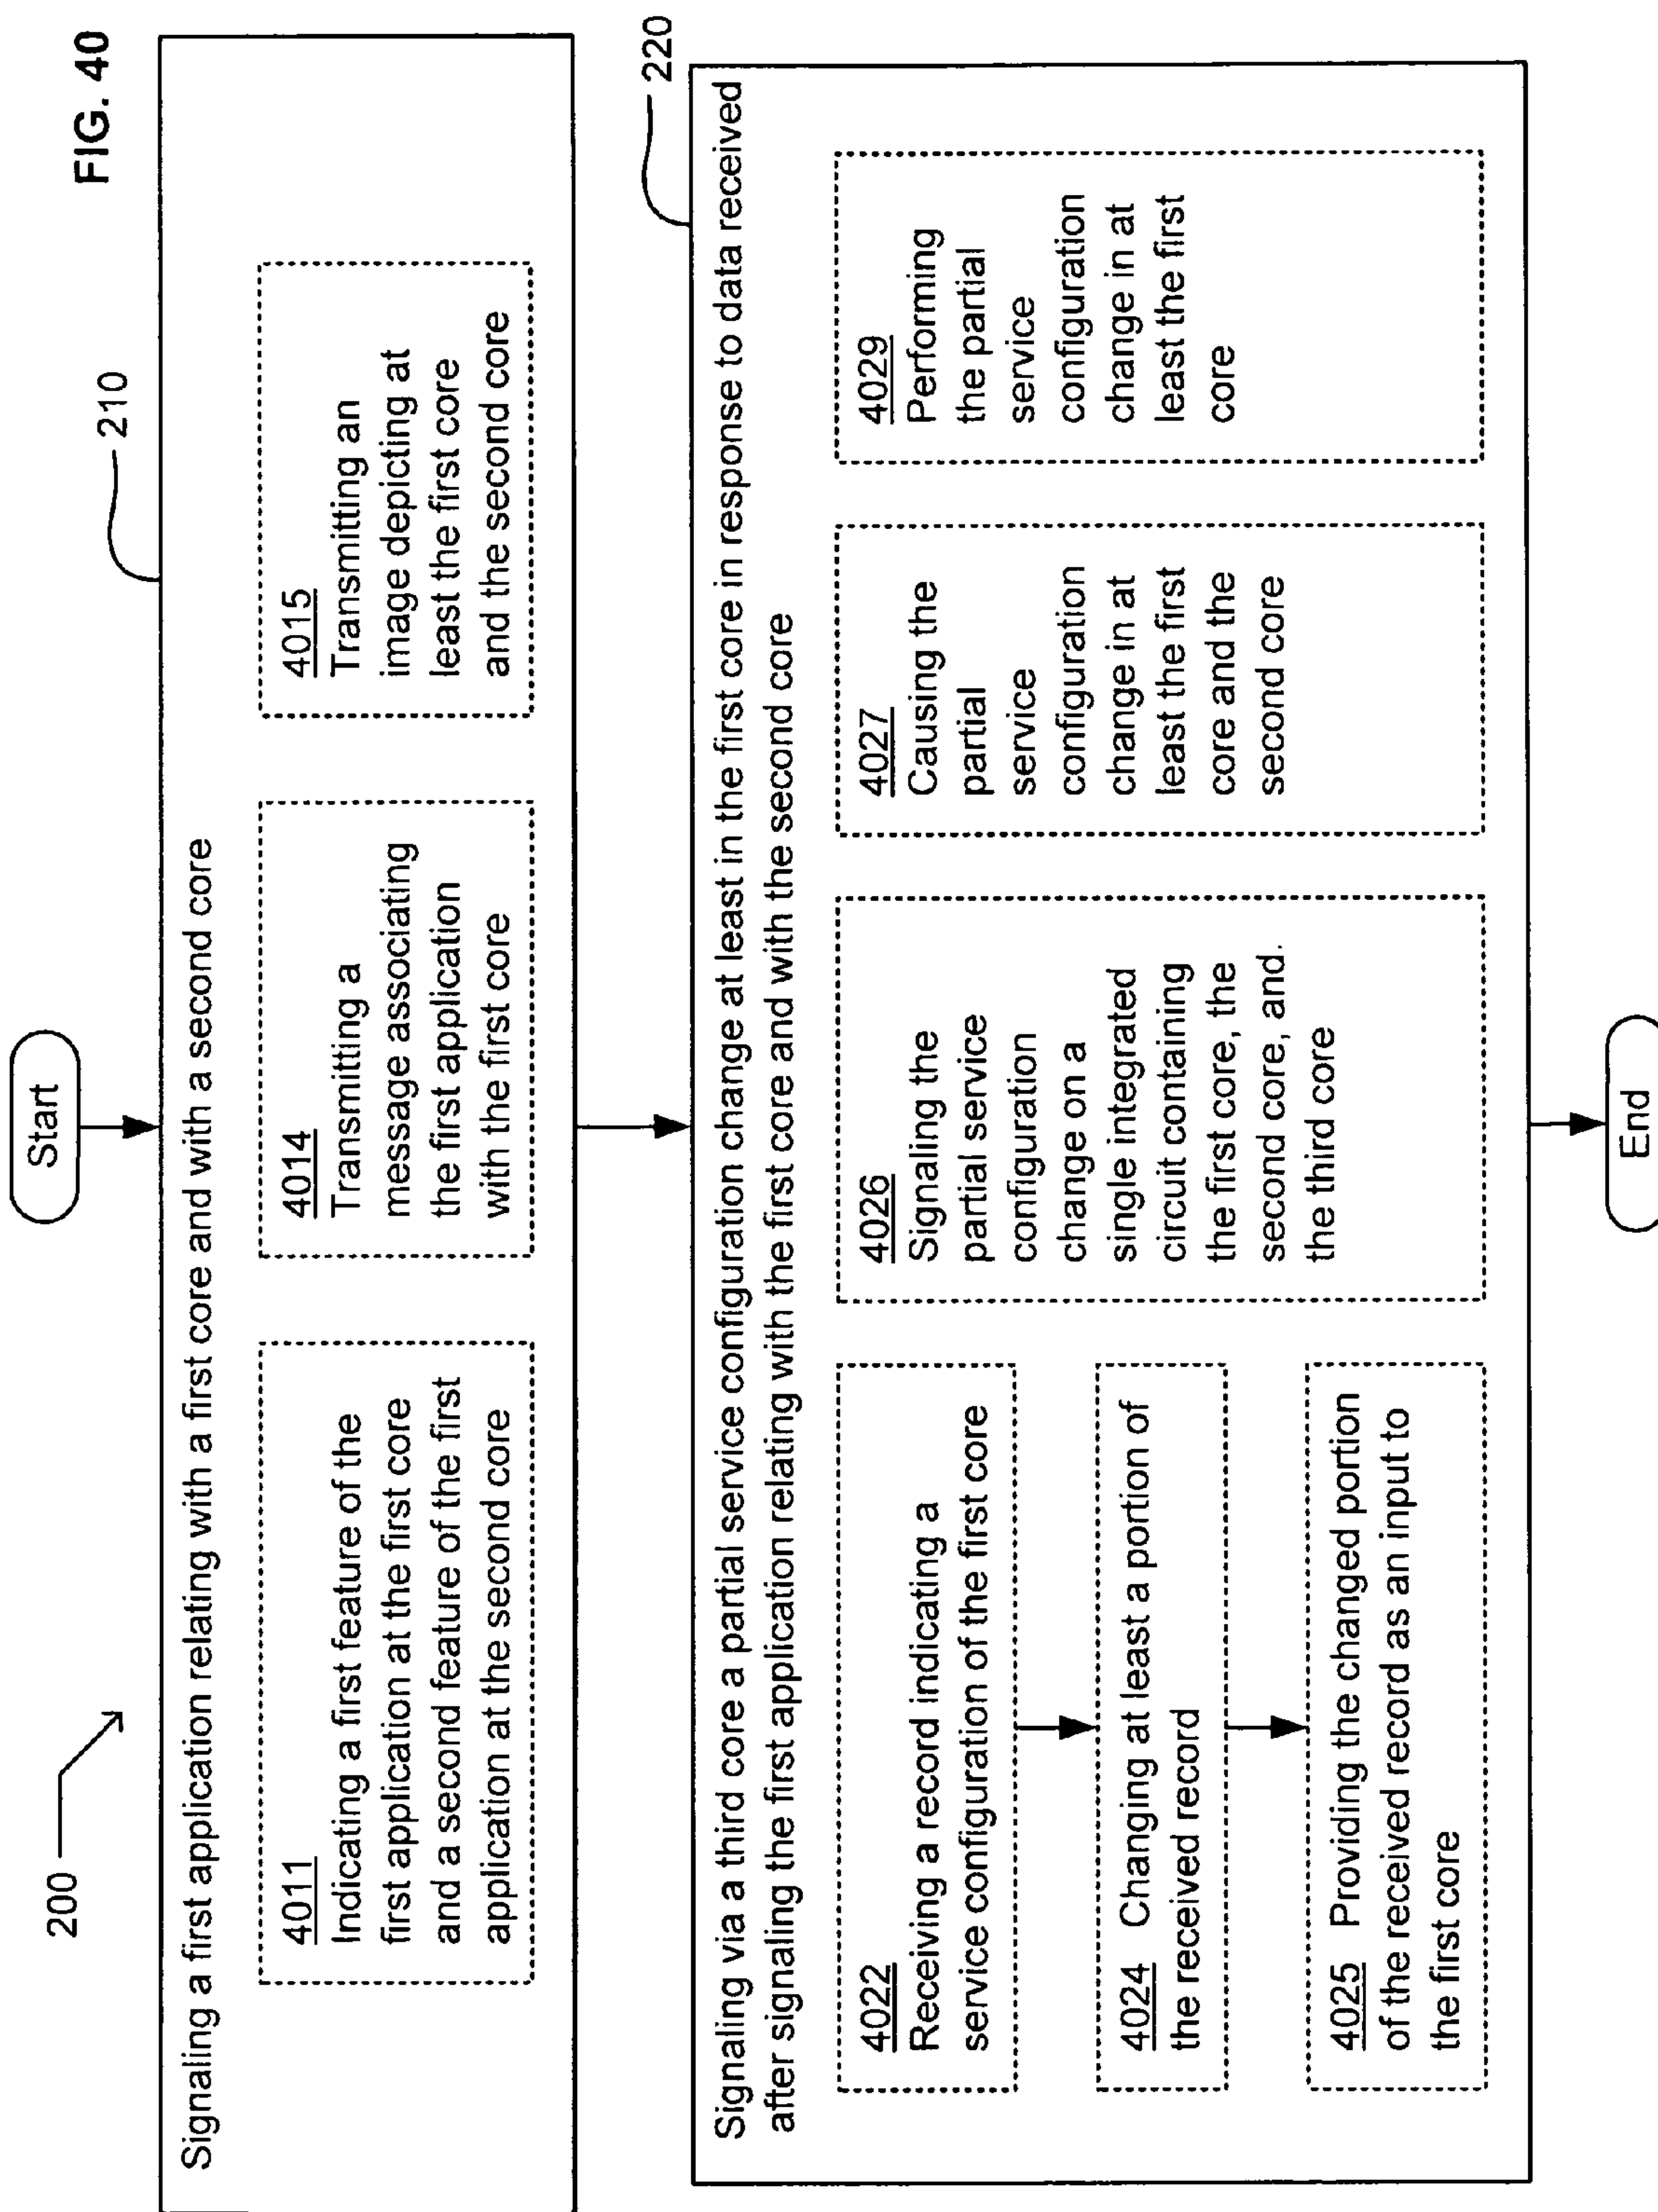 FIG. 40
200
Start
210
Signaling a first application relating with a first core and with a second core
4011
Indicating a first feature of the
first application at the first core
and a second feature of the first
application at the second core
4014
Transmitting a
message associating
the first application
with the first core
4015
Transmitting an
image depicting at
least the first core
and the second core
220
Signaling via a third core a partial service configuration change at least in the first core in response to data received
after signaling the first application relating with the first core and with the second core
4022
Receiving a record indicating a
service configuration of the first core
4024 Changing at least a portion of
the received record
4025 Providing the changed portion
of the received record as an input to
the first core
4026
Signaling the
partial service
configuration
change on a
single integrated
circuit containing
the first core, the
second core, and.
the third core
4027
Causing the
partial
service
configuration
change in at
least the first
core and the
second core
4029
Performing
the partial
service
configuration
change in at
least the first
core
End